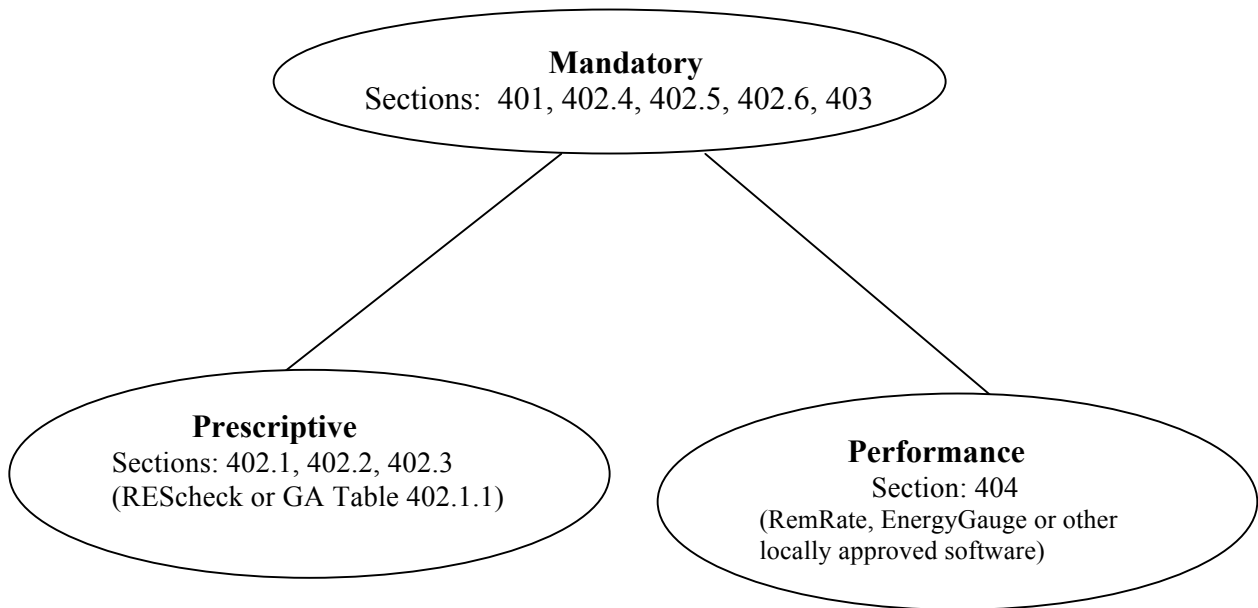 Mandatory
Sections: 401, 402.4, 402.5, 402.6, 403
Prescriptive
Sections: 402.1, 402.2, 402.3
(REScheck or GA Table 402.1.1)
Performance
Section: 404
(RemRate, EnergyGauge or other
locally approved software)